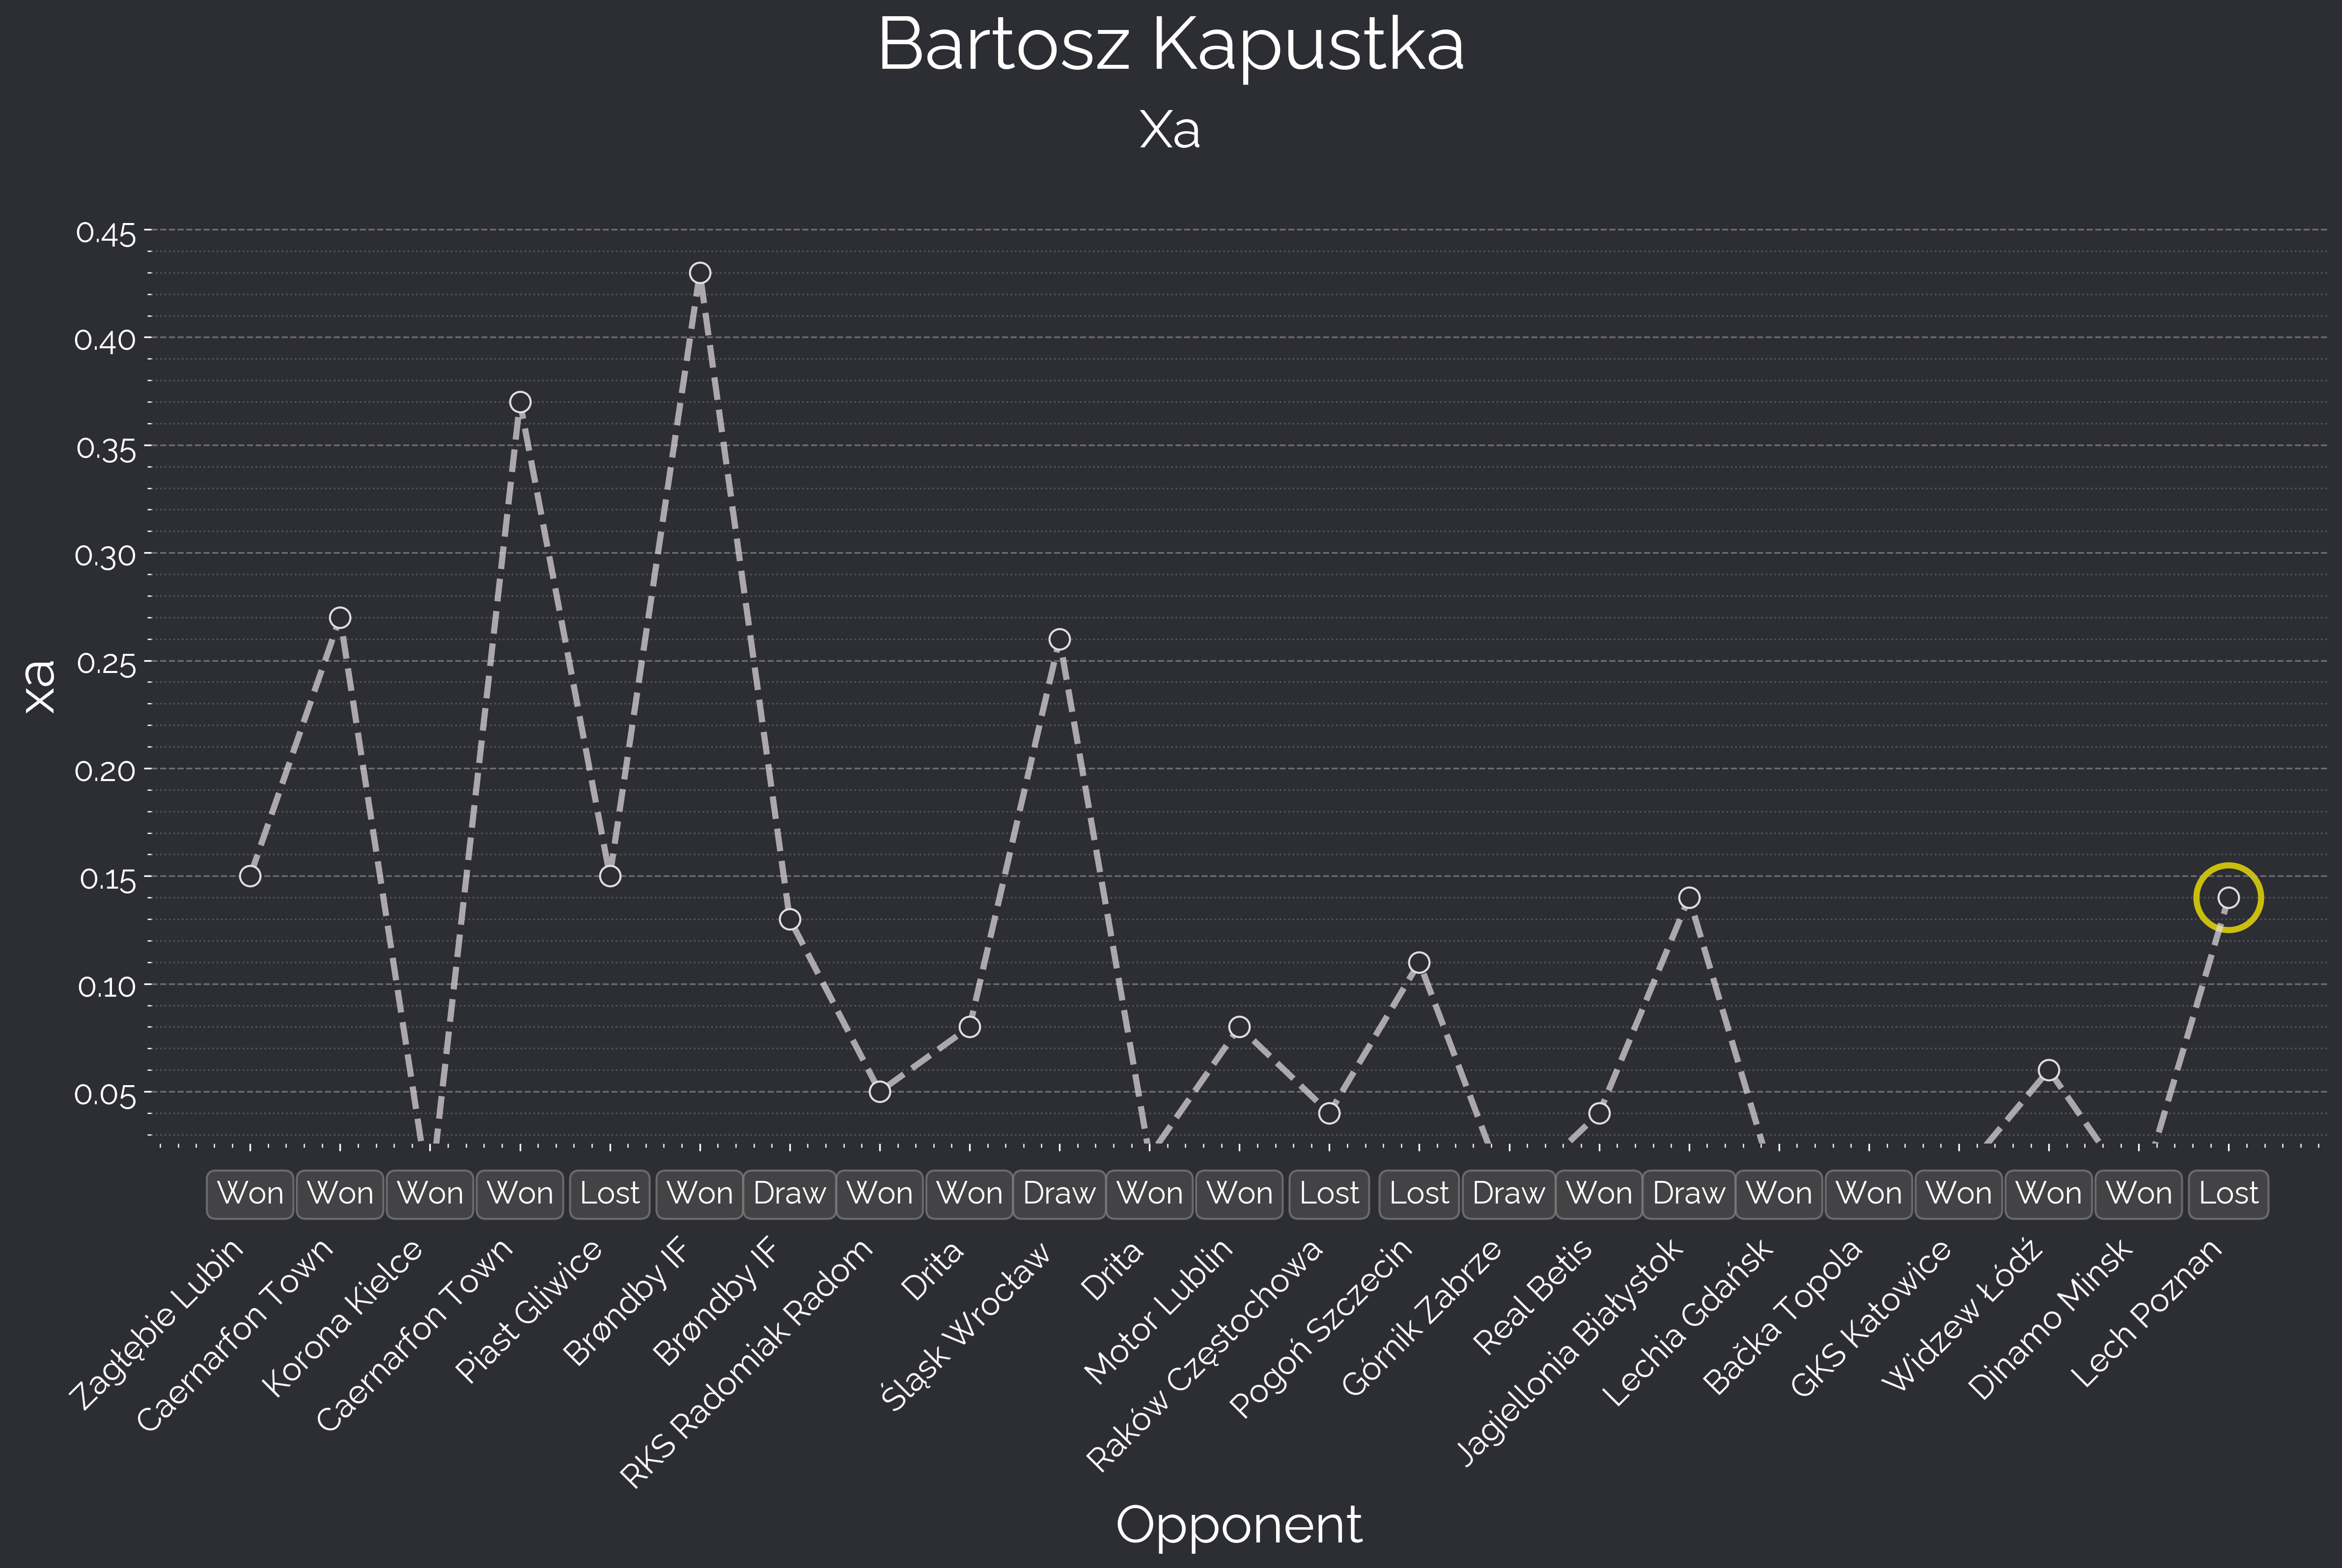 Bartosz Kapustka
Xa
0.45
0.40
0.35
0.30
0.25
0.20
0.15
0.10
0.05
xa
Won Won Won Won Lost Won Draw Won Won Draw Won Won Lost Lost Draw Won Draw Won Won Won Won Won Lost
Zagłębie Lubin
Caernarfon Town
Korona Kielce
Caernarfon Town
Piast Gliwice
Brøndby IF
Brøndby IF
RKS Radomiak Radom
Drita
Śląsk Wrocław
Drita
Motor Lublin
Raków Częstochowa
Pogoń Szczecin
Górnik Zabrze
Real Betis
Jagiellonia Białystok
Lechia Gdańsk
Bačka Topola
GKS Katowice
Widzew Łódź
Dinamo Minsk
Lech Poznan
Opponent